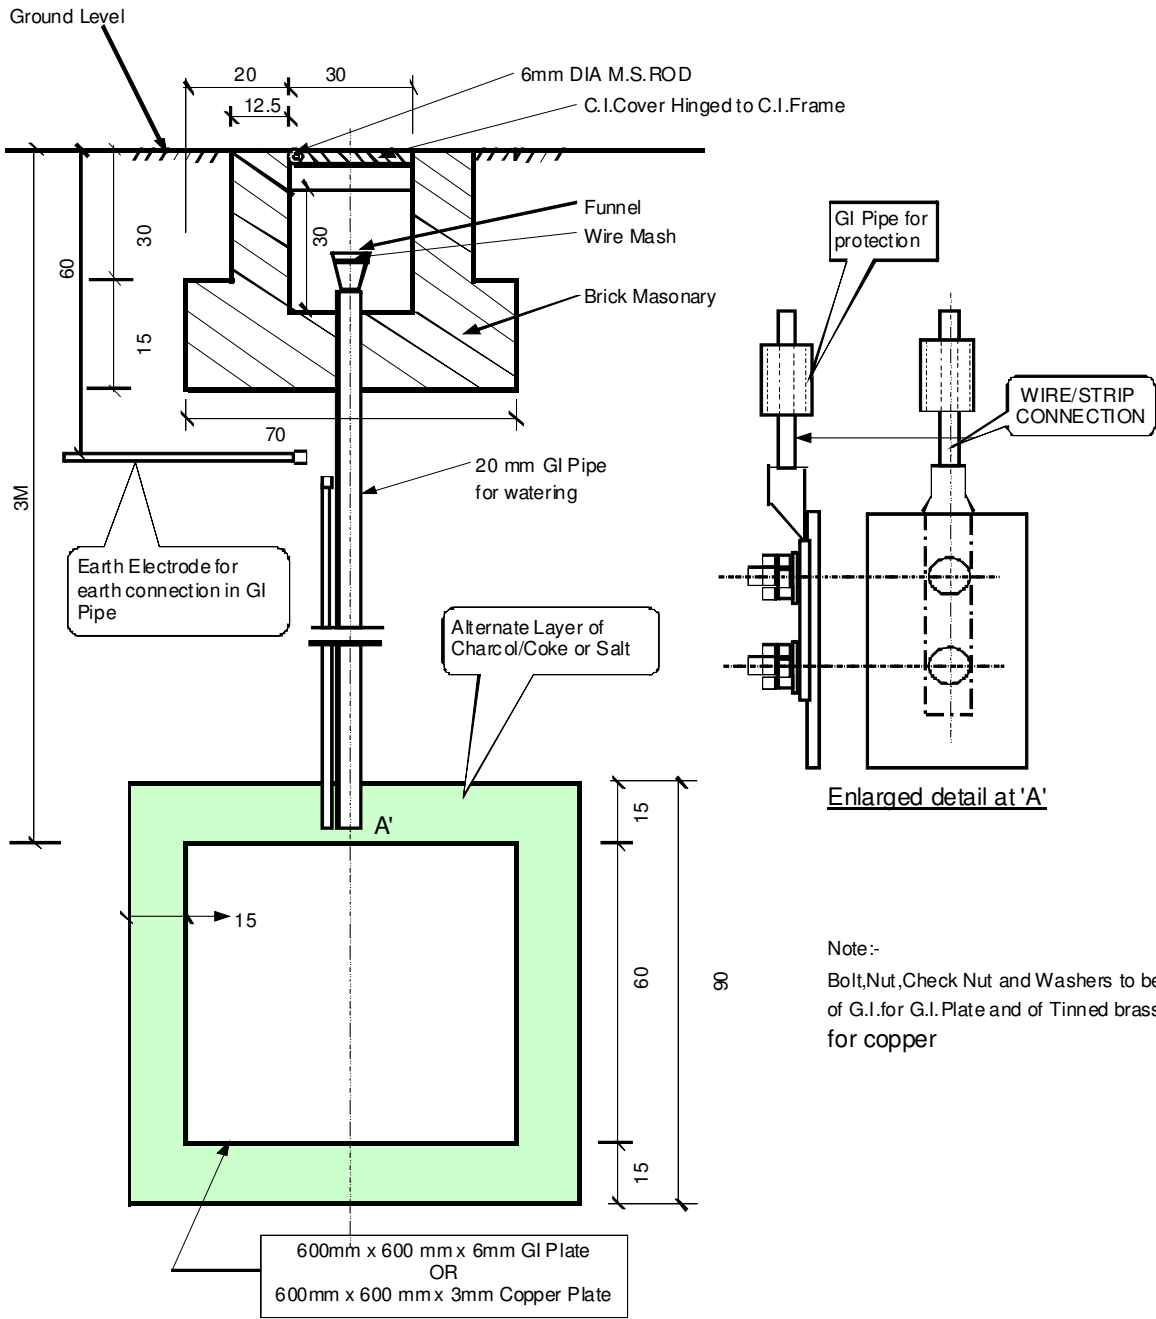 Ground Level
20
30
6mm DIA M.S.ROD
12.5
C.I.Cover Hinged to C.I.Frame
Funnel
Wire Mash
30
30
60
Brick Masonary
15
GI Pipe for
protection
WIRE/STRIP
CONNECTION
70
20 mm GI Pipe
for watering
3M
Earth Electrode for
earth connection in GI
Pipe
Alternate Layer of
Charcol/Coke or Salt
Enlarged detail at 'A'
15
A'
15
60
90
Note:-
Bolt,Nut,Check Nut and Washers to be
of G.I.for G.I.Plate and of Tinned brass
for copper
15
600mm x 600 mm x 6mm GI Plate
OR
600mm x 600 mm x 3mm Copper Plate